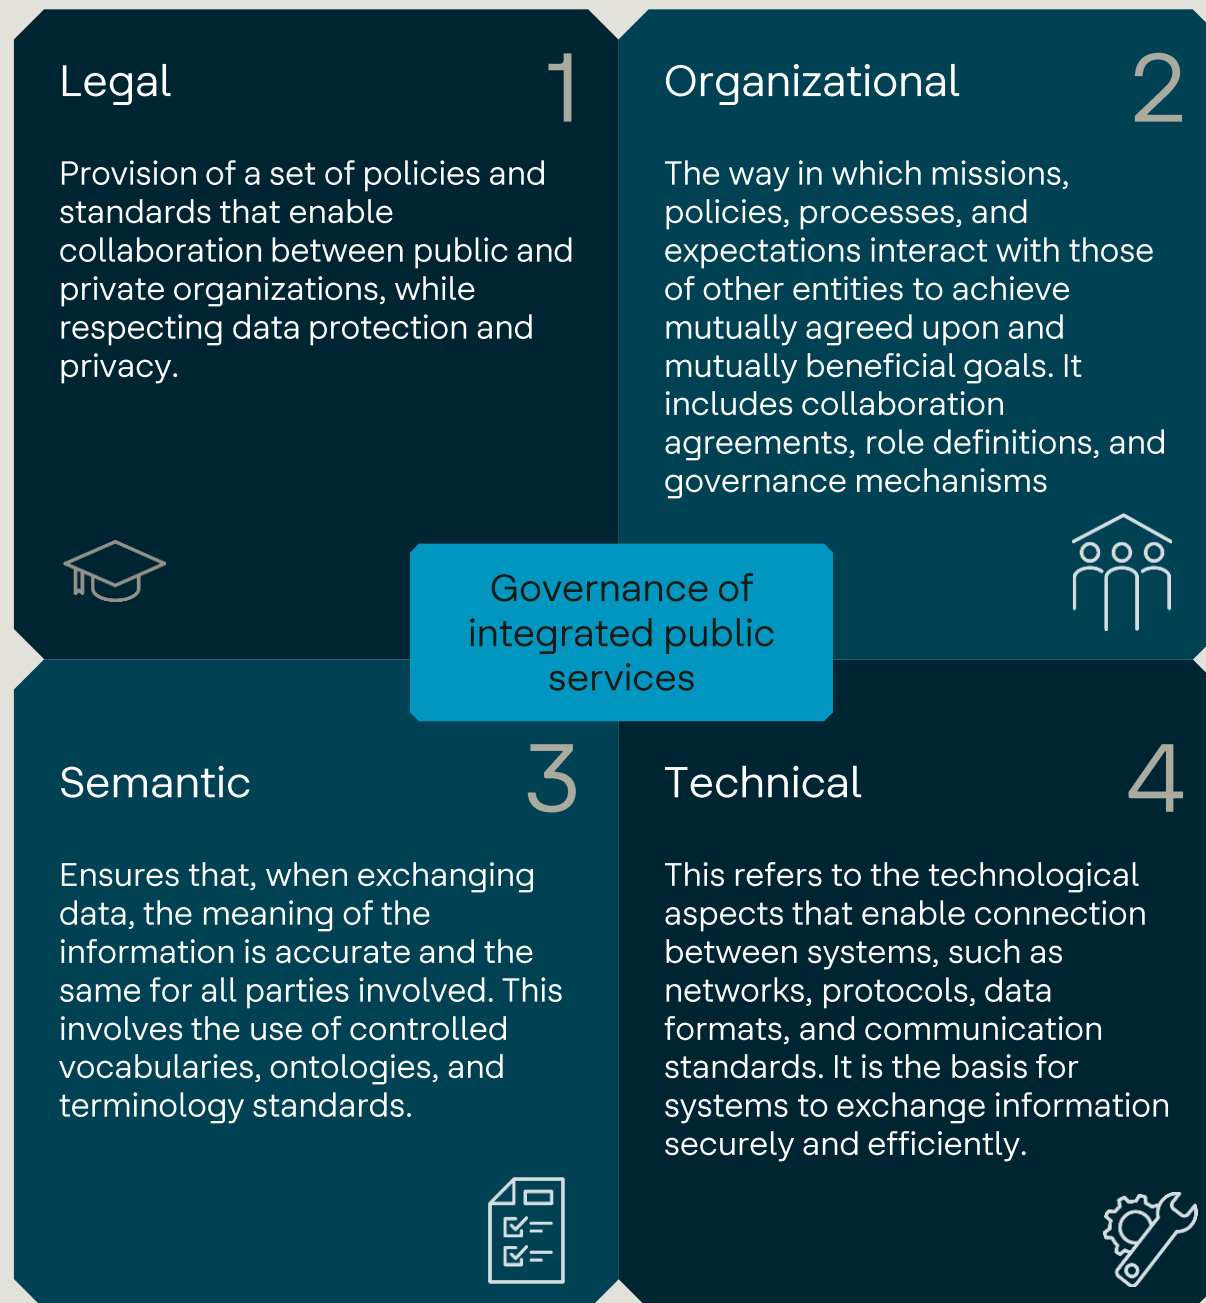 Legal
1
Provision of a set of policies and
standards that enable
collaboration between public and
private organizations, while
respecting data protection and
privacy.
Organizational
2
The way in which missions,
policies, processes, and
expectations interact with those
of other entities to achieve
mutually agreed upon and
mutually beneficial goals. It
includes collaboration
agreements, role definitions, and
governance mechanisms
Governance of
integrated public
services
Semantic
3
Ensures that, when exchanging
data, the meaning of the
information is accurate and the
same for all parties involved. This
involves the use of controlled
vocabularies, ontologies, and
terminology standards.
Technical
4
This refers to the technological
aspects that enable connection
between systems, such as
networks, protocols, data
formats, and communication
standards. It is the basis for
systems to exchange information
securely and efficiently.